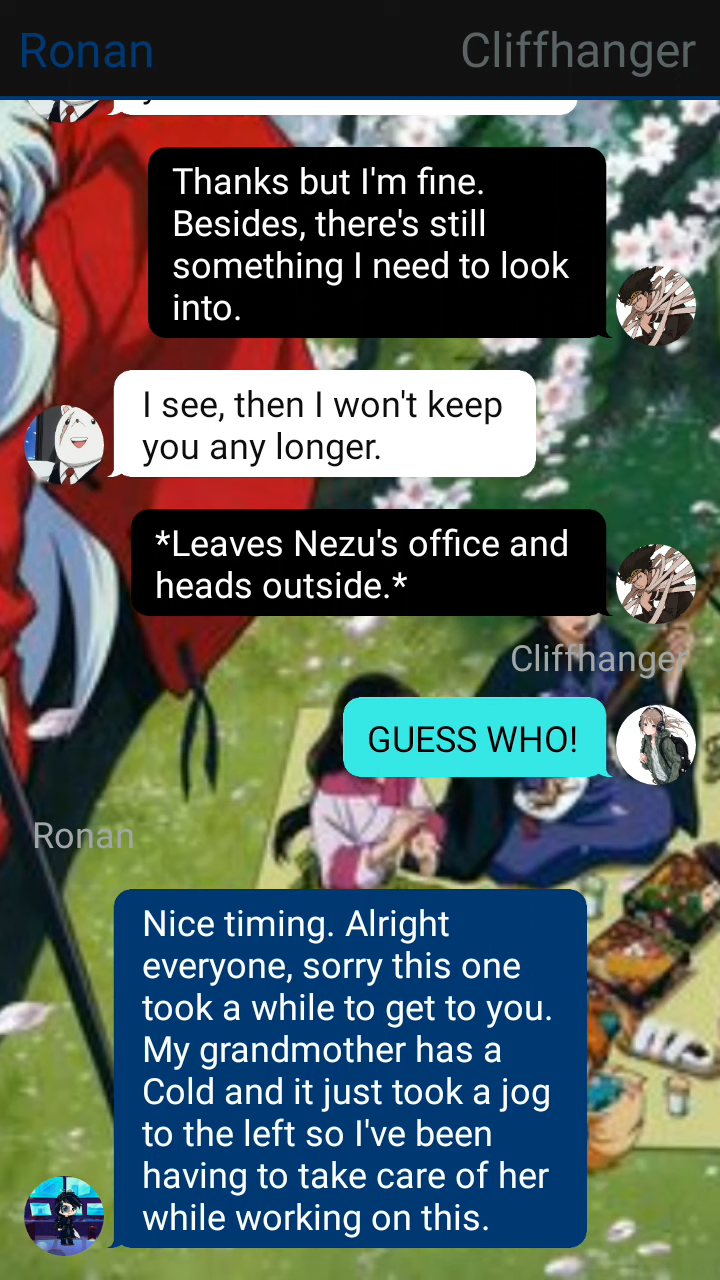 Ronan
Cliffhanger
Thanks but I'm fine.
Besides, there's still
something I need to look
into.
I see, then I won't keep
you any longer.
*Leaves Nezu's office and
heads outside.*
Cliffhanger
GUESS WHO!
Ronan
Nice timing. Alright
everyone, sorry this one
took a while to get to you.
My grandmother has a
Cold and it just took a jog
to the left so I've been
having to take care of her
while working on this.